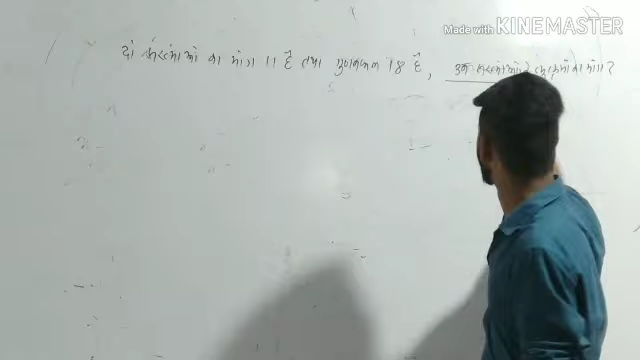 Made with KINEMASTER
दो संख्याओ का योग 11 है तथा गुणनफल 18 है, उन संख्याओ के व्युत्क्रमो का योग?